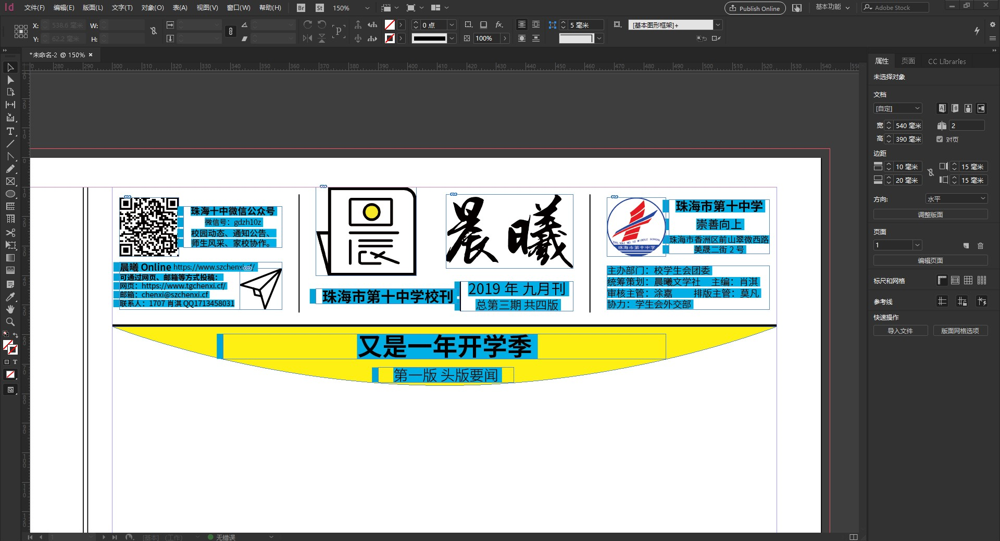 文件(F) 编辑(E) 版面(L) 文字(T) 对象(O) 表(A) 视图(V) 窗口(W) 帮助(H) Br St 150% Publish Online 基本功能 Adobe Stock
X: 538.6 毫米 W: 0 点 5 毫米 [基本图形框架]+
Y: 62.2 毫米 H: 100%
*未命名-2 @ 150% ×
280 290 300 310 320 330 340 350 360 370 380 390 400 410 420 430 440 450 460 470 480 490 500 510 520 530 540
珠海十中微信公众号
微信号：gdzh10z
校园动态、通知公告、
师生风采、家校协作。
晨曦 Online https://www.szchenxi.cf/
可通过网页、邮箱等方式投稿：
网页：https://www.tgchenxi.cf/
邮箱：chenxi@szchenxi.cf
联系人：1707 肖淇 QQ1713458031
晨曦
珠海市第十中学校刊
2019 年 九月刊
总第三期 共四版
ZHU HAI NO.10 MIDDLE SCHOOL
珠海市第十中学
珠海市第十中学
崇善向上
珠海市香洲区前山翠微西路
美晟二街 2 号
主办部门：校学生会团委
统筹策划：晨曦文学社 主编：肖淇
审核主管：涂嘉 排版主管：莫凡
协力：学生会外交部
又是一年开学季
第一版 头版要闻
属性 页面 CC Libraries
未选择对象
文档
[自定]
宽 540 毫米 2
高 390 毫米 对页
边距
10 毫米 15 毫米
20 毫米 15 毫米
方向: 水平
调整版面
页面
1
编辑页面
标尺和网格
参考线
快速操作
导入文件 版面网格选项
1 [基本] (工作) 无错误